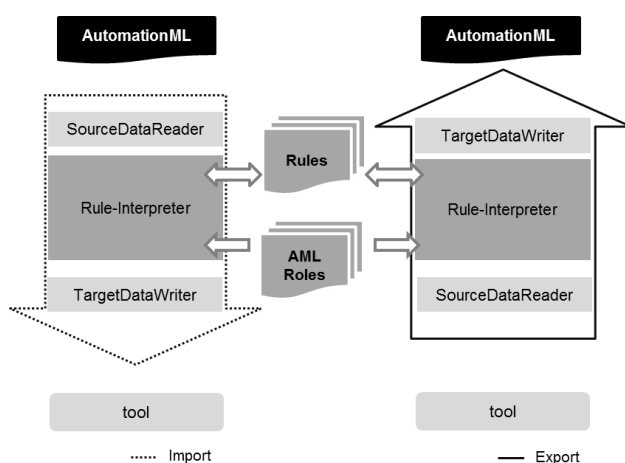 AutomationML
AutomationML
SourceDataReader
TargetDataWriter
Rules
Rule-Interpreter
Rule-Interpreter
AML
Roles
TargetDataWriter
SourceDataReader
tool
tool
Import
Export